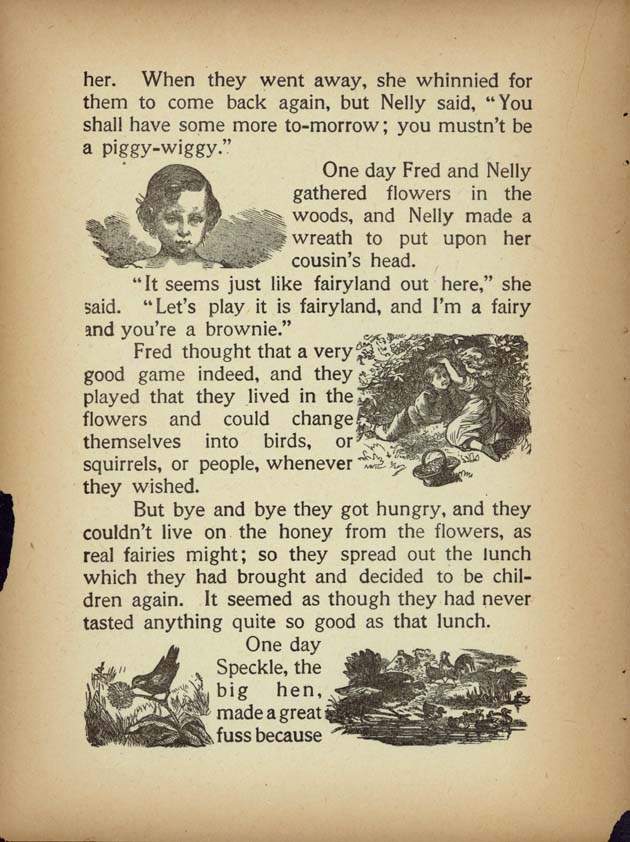 her. When they went away, she whinnied for
them to come back again, but Nelly said, “You
shall have some more to-morrow; you mustn't be
a piggy-wiggy.”
One day Fred and Nelly
gathered flowers in the
woods, and Nelly made a
wreath to put upon her
cousin's head.
“It seems just like fairyland out here,” she
said. “Let's play it is fairyland, and I'm a fairy
and you're a brownie.”
Fred thought that a very
good game indeed, and they
played that they lived in the
flowers and could change
themselves into birds, or
squirrels, or people, whenever
they wished.
But bye and bye they got hungry, and they
couldn't live on the honey from the flowers, as
real fairies might; so they spread out the lunch
which they had brought and decided to be chil-
dren again. It seemed as though they had never
tasted anything quite so good as that lunch.
One day
Speckle, the
big hen,
made a great
fuss because